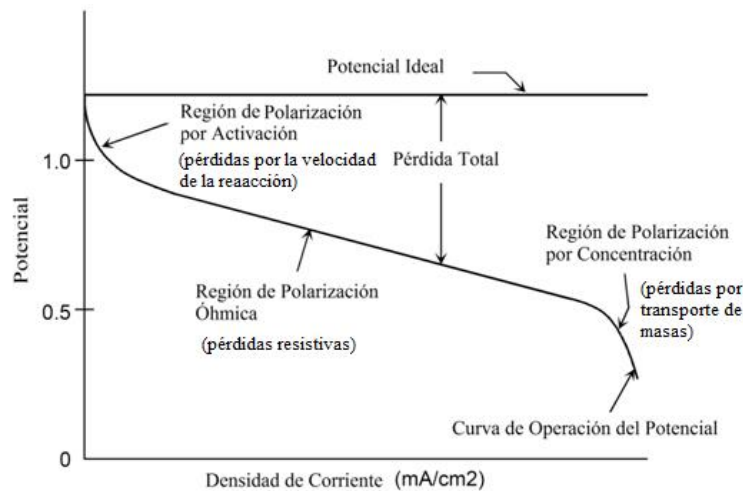 Potencial Ideal
Región de Polarización
por Activación
(pérdidas por la velocidad
de la reaacción)
1.0
Pérdida Total
Potencial
Región de Polarización
por Concentración
(pérdidas por
transporte de
masas)
Región de Polarización
Óhmica
(pérdidas resistivas)
0.5
Curva de Operación del Potencial
0
Densidad de Corriente (mA/cm2)